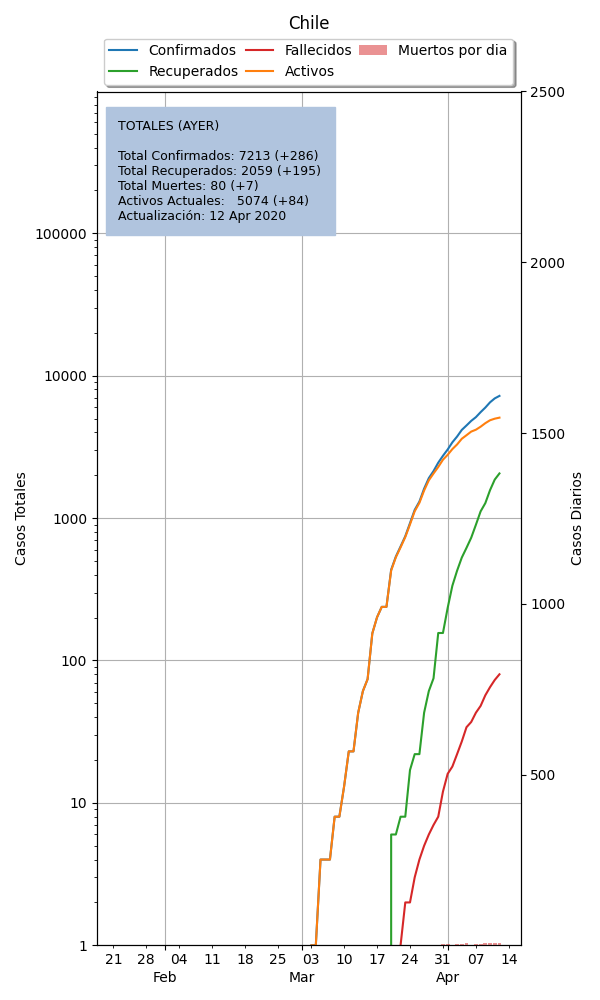 Chile
Confirmados
Recuperados
Fallecidos
Activos
Muertos por dia
TOTALES (AYER)
Total Confirmados: 7213 (+286)
Total Recuperados: 2059 (+195)
Total Muertes: 80 (+7)
Activos Actuales: 5074 (+84)
Actualización: 12 Apr 2020
Casos Totales
100000
10000
1000
100
10
1
2500
2000
1500
1000
500
Casos Diarios
21 28 04 11 18 25 03 10 17 24 31 07 14
Feb Mar Apr